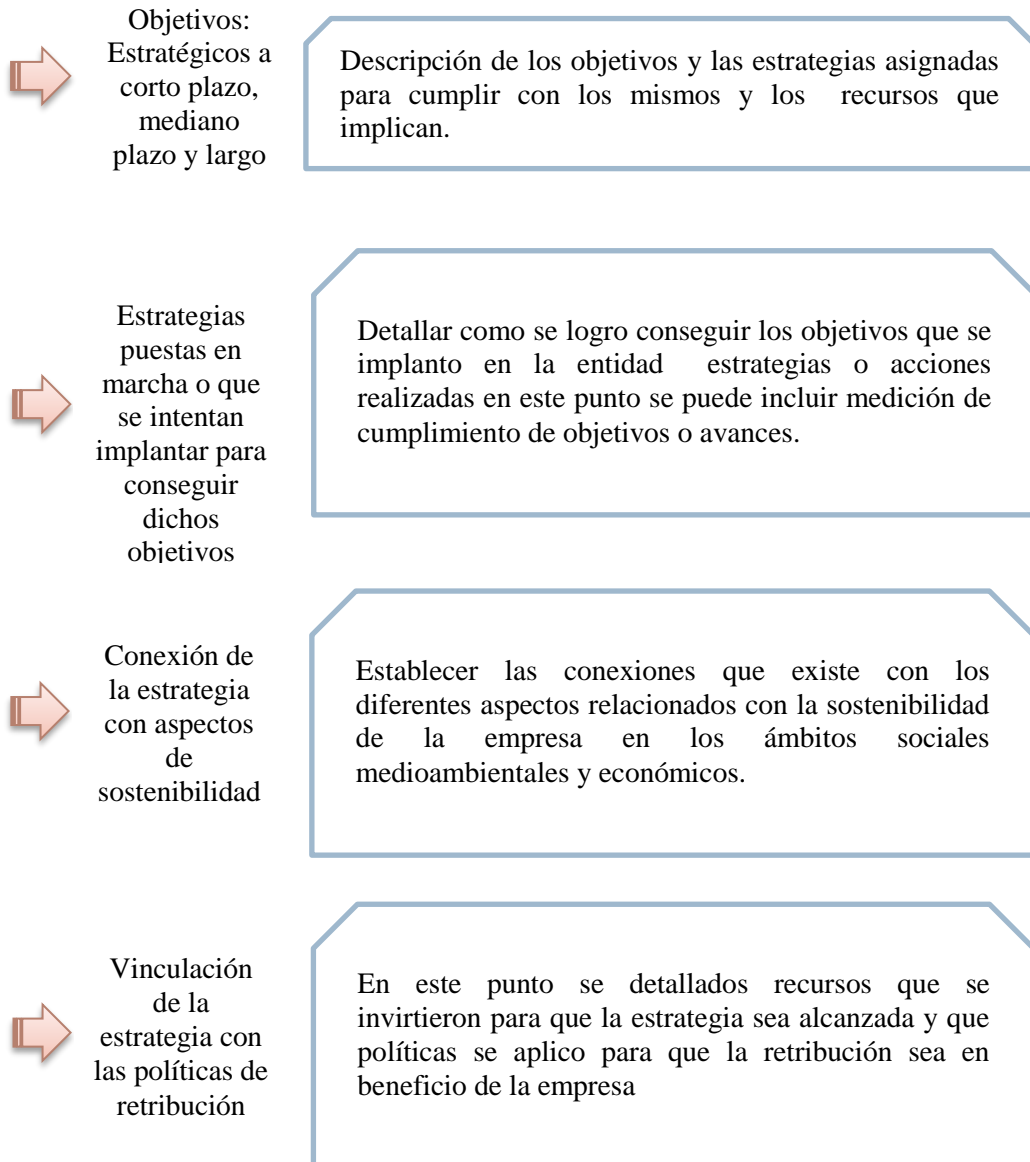 Objetivos:
Estratégicos a
corto plazo,
mediano
plazo y largo
Descripción de los objetivos y las estrategias asignadas
para cumplir con los mismos y los recursos que
implican.
Estrategias
puestas en
marcha o que
se intentan
implantar para
conseguir
dichos
objetivos
Detallar como se logro conseguir los objetivos que se
implanto en la entidad estrategias o acciones
realizadas en este punto se puede incluir medición de
cumplimiento de objetivos o avances.
Conexión de
la estrategia
con aspectos
de
sostenibilidad
Establecer las conexiones que existe con los
diferentes aspectos relacionados con la sostenibilidad
de la empresa en los ámbitos sociales
medioambientales y económicos.
Vinculación
de la
estrategia con
las políticas de
retribución
En este punto se detallados recursos que se
invirtieron para que la estrategia sea alcanzada y que
políticas se aplico para que la retribución sea en
beneficio de la empresa